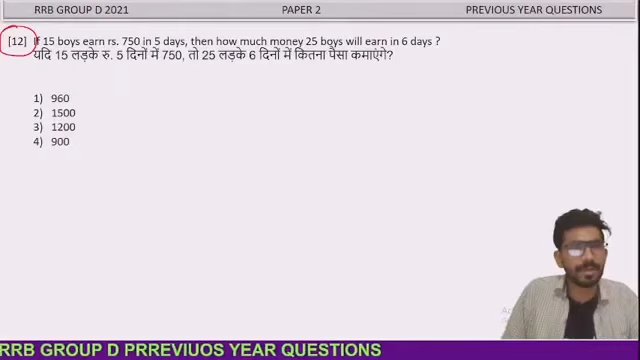 RRB GROUP D 2021 PAPER 2 PREVIOUS YEAR QUESTIONS
[12] If 15 boys earn rs. 750 in 5 days, then how much money 25 boys will earn in 6 days ?
यदि 15 लड़के रु. 5 दिनों में 750, तो 25 लड़के 6 दिनों में कितना पैसा कमाएंगे?
1) 960
2) 1500
3) 1200
4) 900
RRB GROUP D PRREVIUOS YEAR QUESTIONS